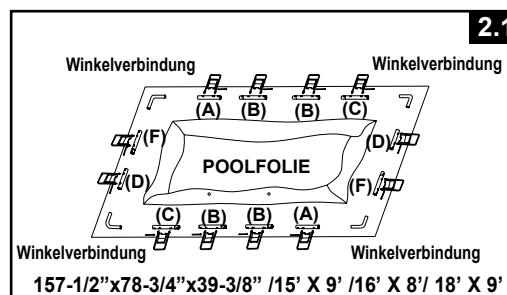 2.1
Winkelverbindung Winkelverbindung
(A) (B) (B) (C)
(F) (D)
POOLFOLIE
(D) (F)
(C) (B) (B) (A)
Winkelverbindung Winkelverbindung
157-1/2”x78-3/4”x39-3/8” /15’ X 9’ /16’ X 8’/ 18’ X 9’